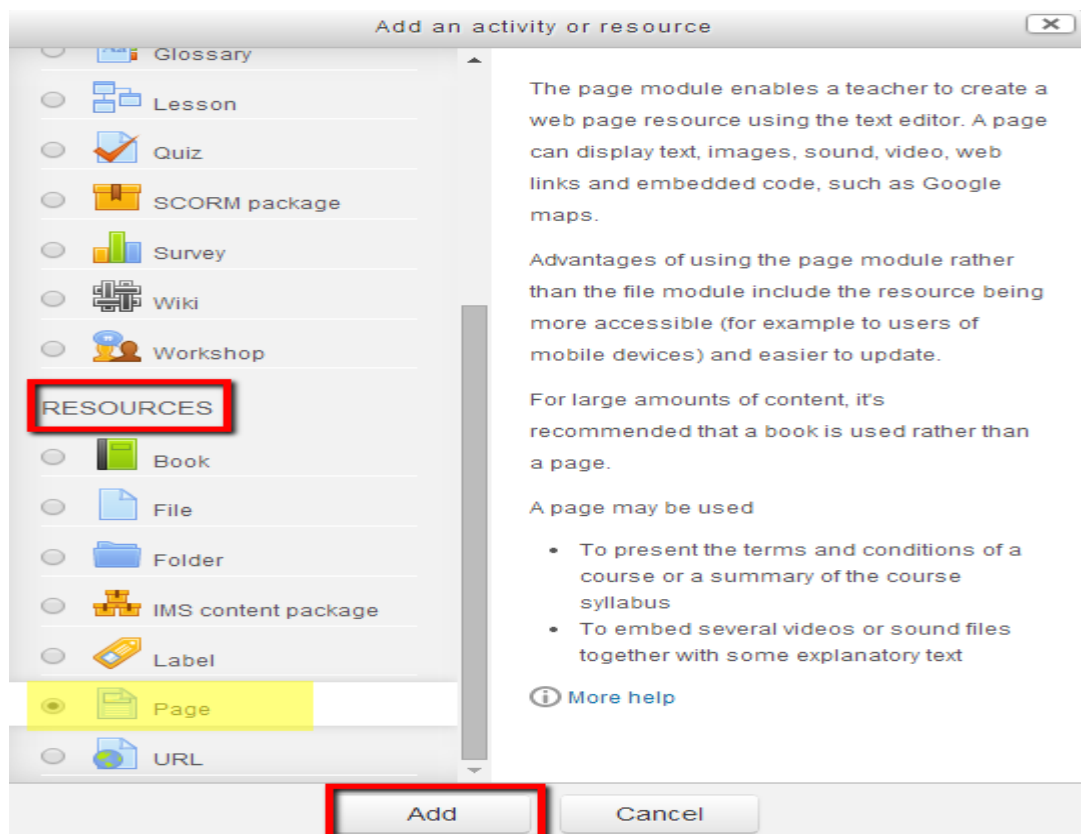 Add an activity or resource
Glossary
Lesson
Quiz
SCORM package
Survey
Wiki
Workshop
RESOURCES
Book
File
Folder
IMS content package
Label
Page
URL
The page module enables a teacher to create a
web page resource using the text editor. A page
can display text, images, sound, video, web
links and embedded code, such as Google
maps.
Advantages of using the page module rather
than the file module include the resource being
more accessible (for example to users of
mobile devices) and easier to update.
For large amounts of content, it's
recommended that a book is used rather than
a page.
A page may be used
• To present the terms and conditions of a
course or a summary of the course
syllabus
• To embed several videos or sound files
together with some explanatory text
More help
Add
Cancel